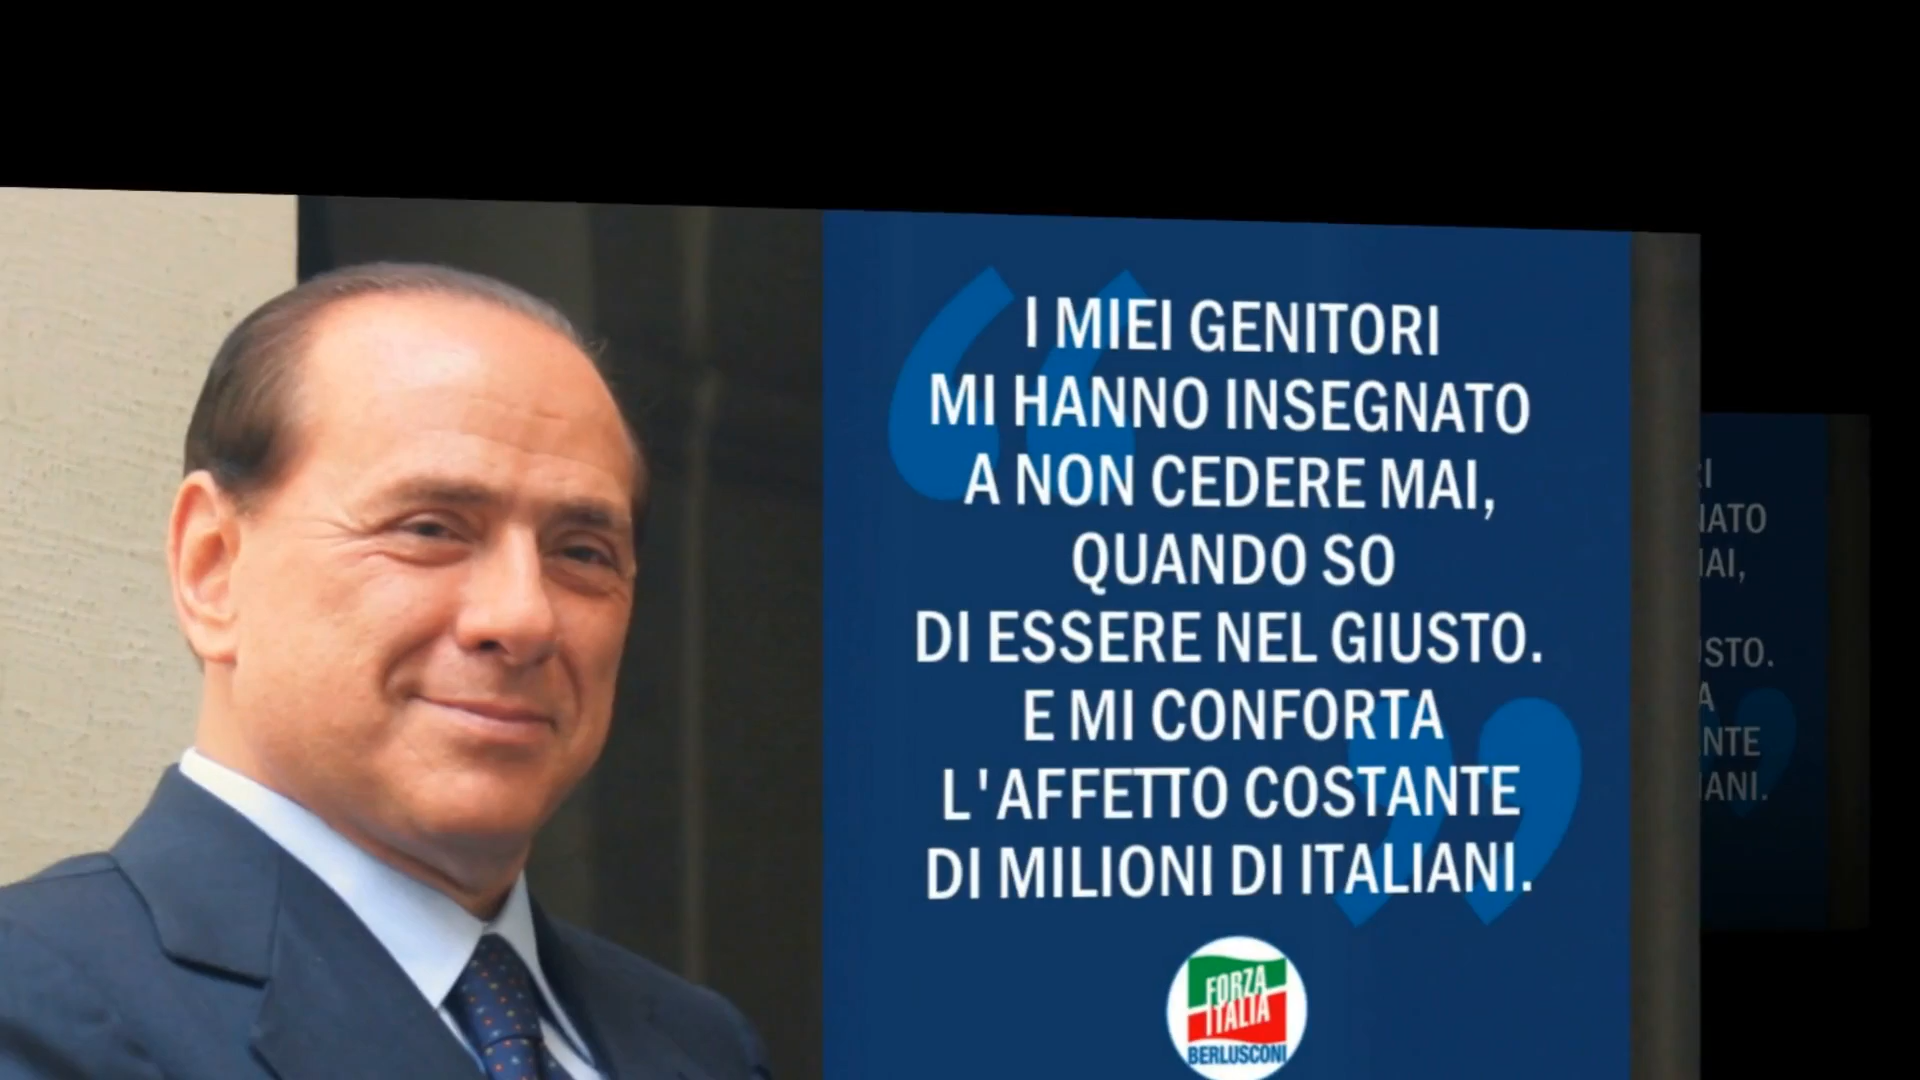 I MIEI GENITORI
MI HANNO INSEGNATO
A NON CEDERE MAI,
QUANDO SO
DI ESSERE NEL GIUSTO.
E MI CONFORTA
L'AFFETTO COSTANTE
DI MILIONI DI ITALIANI.
FORZA
ITALIA
BERLUSCONI